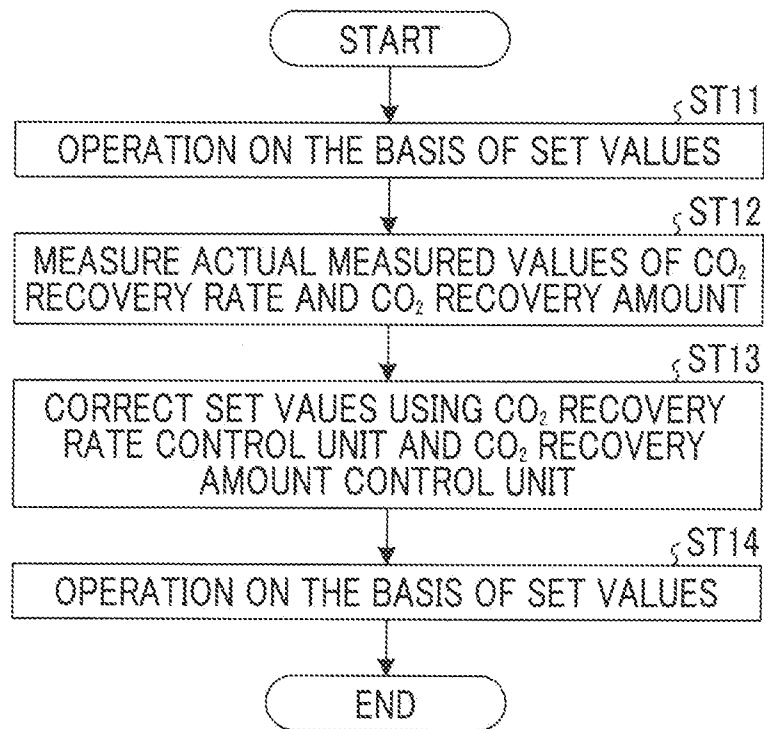 START
ST11
OPERATION ON THE BASIS OF SET VALUES
ST12
MEASURE ACTUAL MEASURED VALUES OF CO₂
RECOVERY RATE AND CO₂ RECOVERY AMOUNT
ST13
CORRECT SET VAUES USING CO₂ RECOVERY
RATE CONTROL UNIT AND CO₂ RECOVERY
AMOUNT CONTROL UNIT
ST14
OPERATION ON THE BASIS OF SET VALUES
END